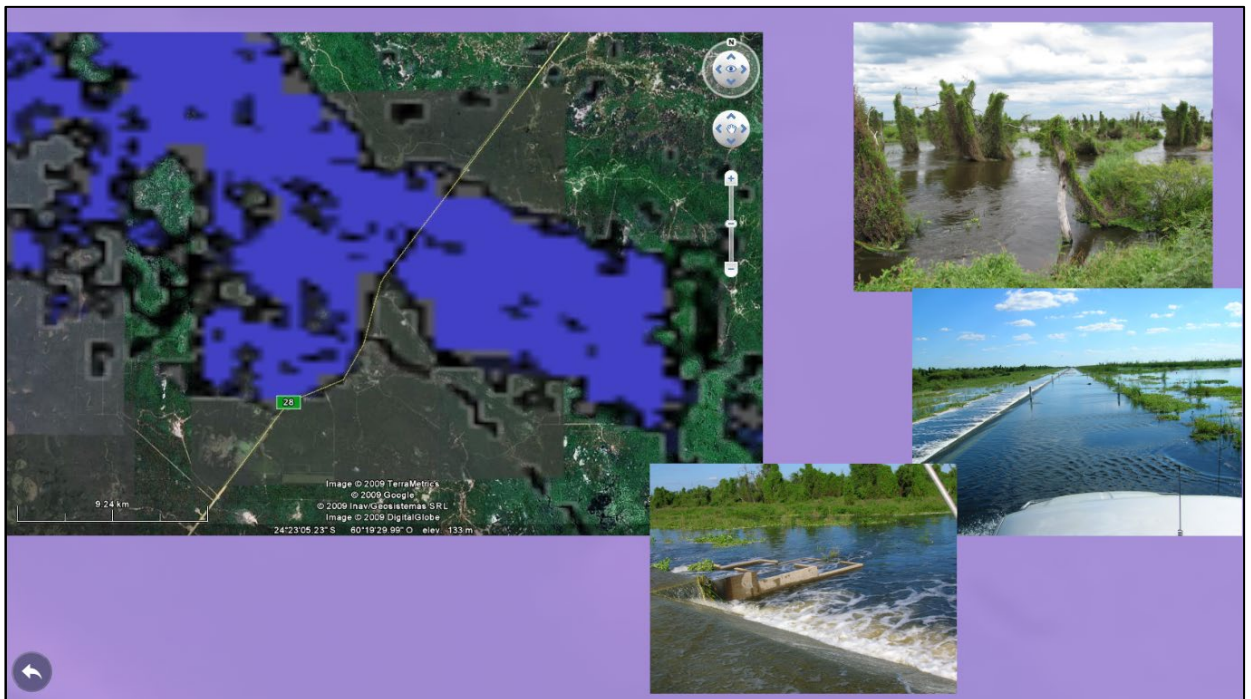 N
28
9.24 km
Image © 2009 TerraMetrics
© 2009 Google
© 2009 Inav/Geosistemas SRL
Image © 2009 DigitalGlobe
24°23'05.23" S 60°19'29.99" O elev 133 m